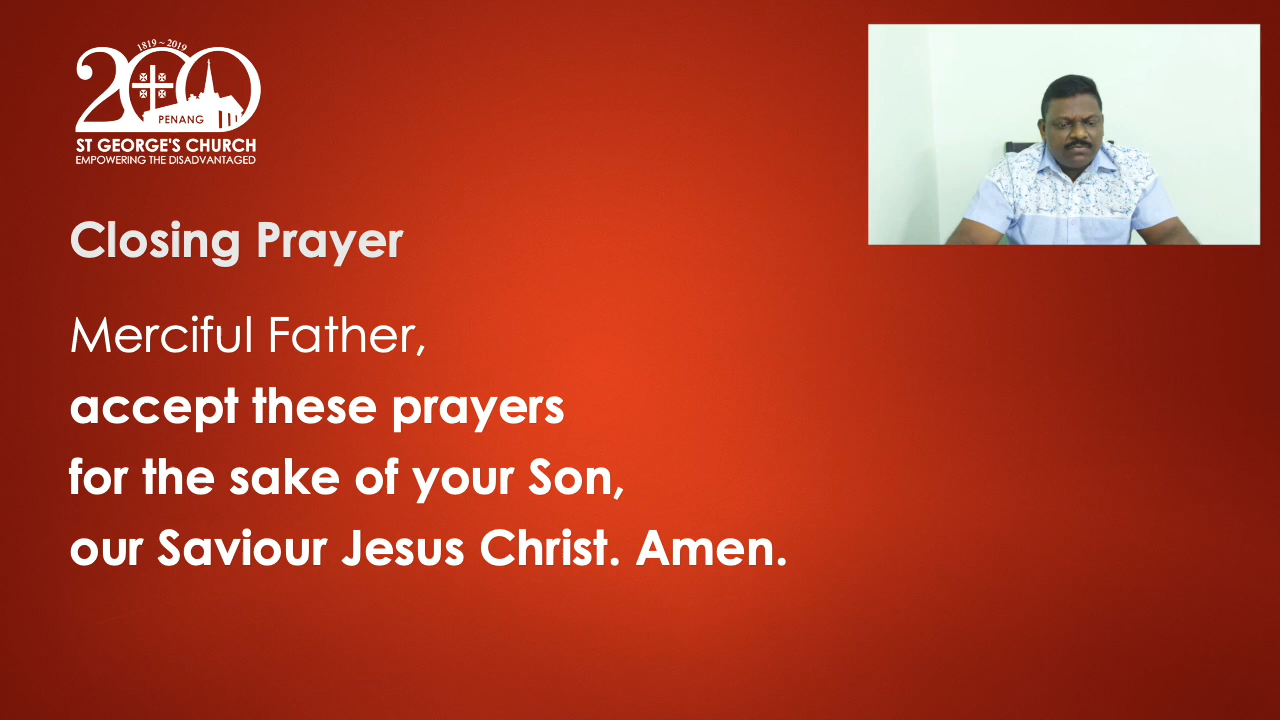 1819 ~ 2019
200
PENANG
ST GEORGE'S CHURCH
EMPOWERING THE DISADVANTAGED
Closing Prayer
Merciful Father,
accept these prayers
for the sake of your Son,
our Saviour Jesus Christ. Amen.